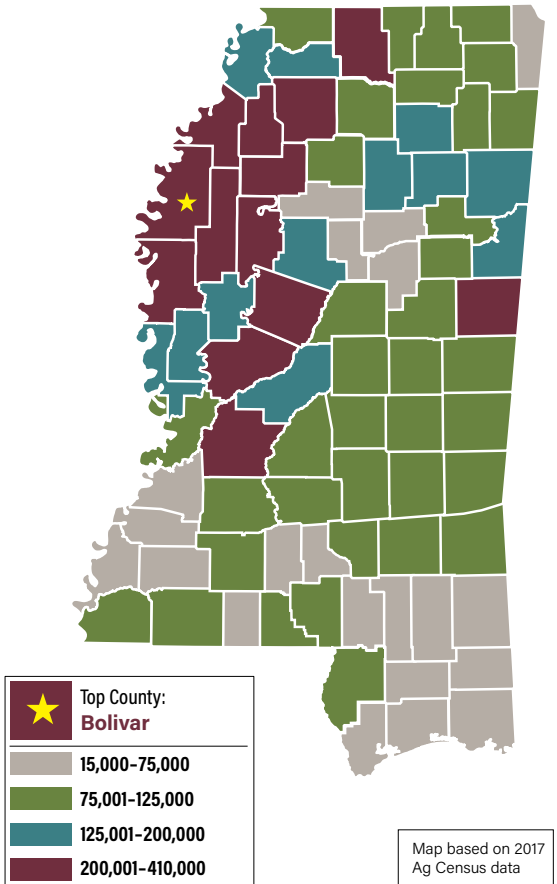 Top County:
Bolivar
15,000–75,000
75,001–125,000
125,001–200,000
200,001–410,000
Map based on 2017
Ag Census data